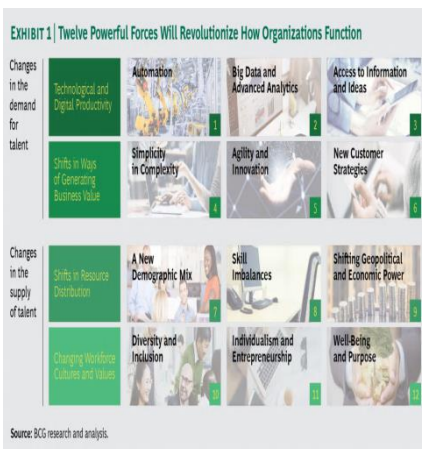 EXHIBIT 1 | Twelve Powerful Forces Will Revolutionize How Organizations Function
Changes
in the
demand
for
talent
Technological and
Digital Productivity
Automation
1
Big Data and
Advanced Analytics
2
Access to Information
and Ideas
3
Shifts in Ways
of Generating
Business Value
Simplicity
in Complexity
4
Agility and
Innovation
5
New Customer
Strategies
6
Changes
in the
supply
of talent
Shifts in Resource
Distribution
A New
Demographic Mix
7
Skill
Imbalances
8
Shifting Geopolitical
and Economic Power
9
Changing Workforce
Cultures and Values
Diversity and
Inclusion
10
Individualism and
Entrepreneurship
11
Well-Being
and Purpose
12
Source: BCG research and analysis.